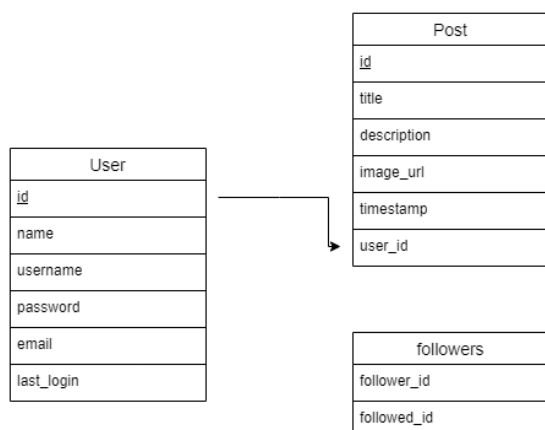 User
id
name
username
password
email
last_login
Post
id
title
description
image_url
timestamp
user_id
followers
follower_id
followed_id